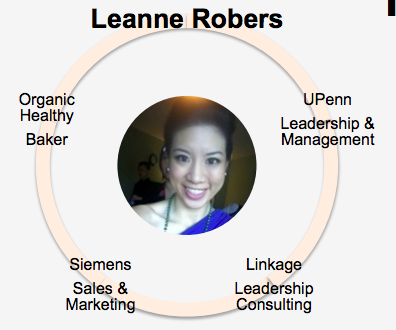 Leanne Robers
Organic
Healthy
Baker
UPenn
Leadership &
Management
Siemens
Sales &
Marketing
Linkage
Leadership
Consulting